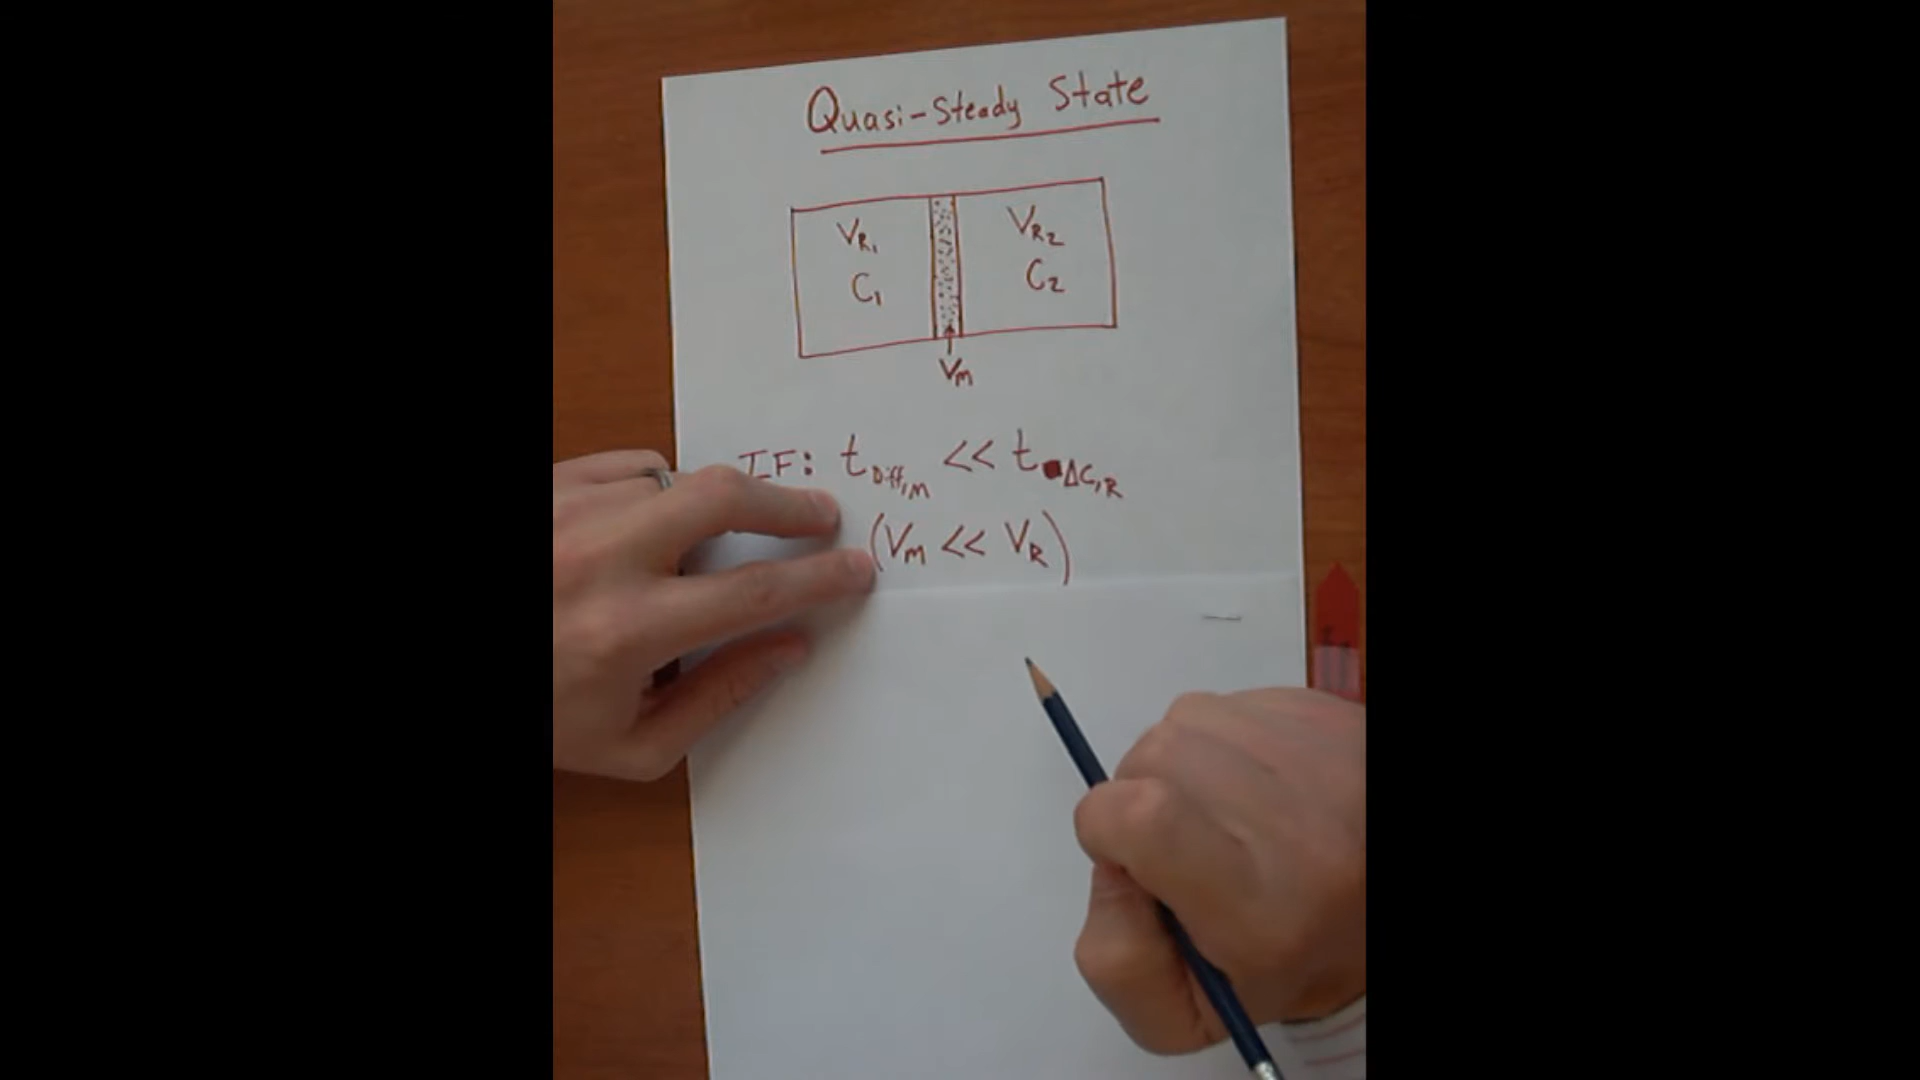 Quasi-Steady State
V_R1 V_R2
C_1 C_2
V_M
IF: t_Diff,M << t_ΔC,R
(V_M << V_R)